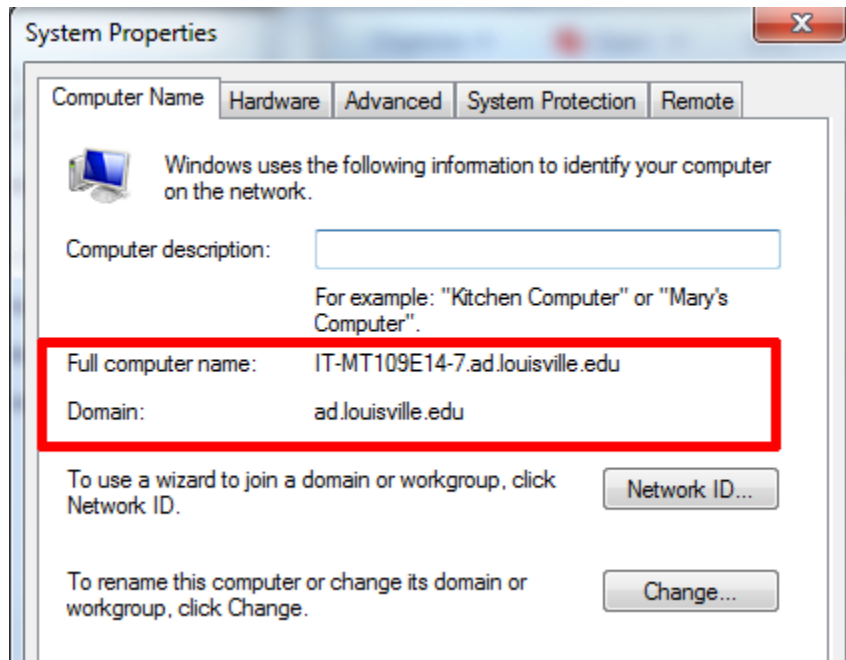 System Properties
Computer Name Hardware Advanced System Protection Remote
Windows uses the following information to identify your computer
on the network.
Computer description:
For example: "Kitchen Computer" or "Mary's
Computer".
Full computer name: IT-MT109E14-7.ad.louisville.edu
Domain: ad.louisville.edu
To use a wizard to join a domain or workgroup, click
Network ID.
Network ID...
To rename this computer or change its domain or
workgroup, click Change.
Change...